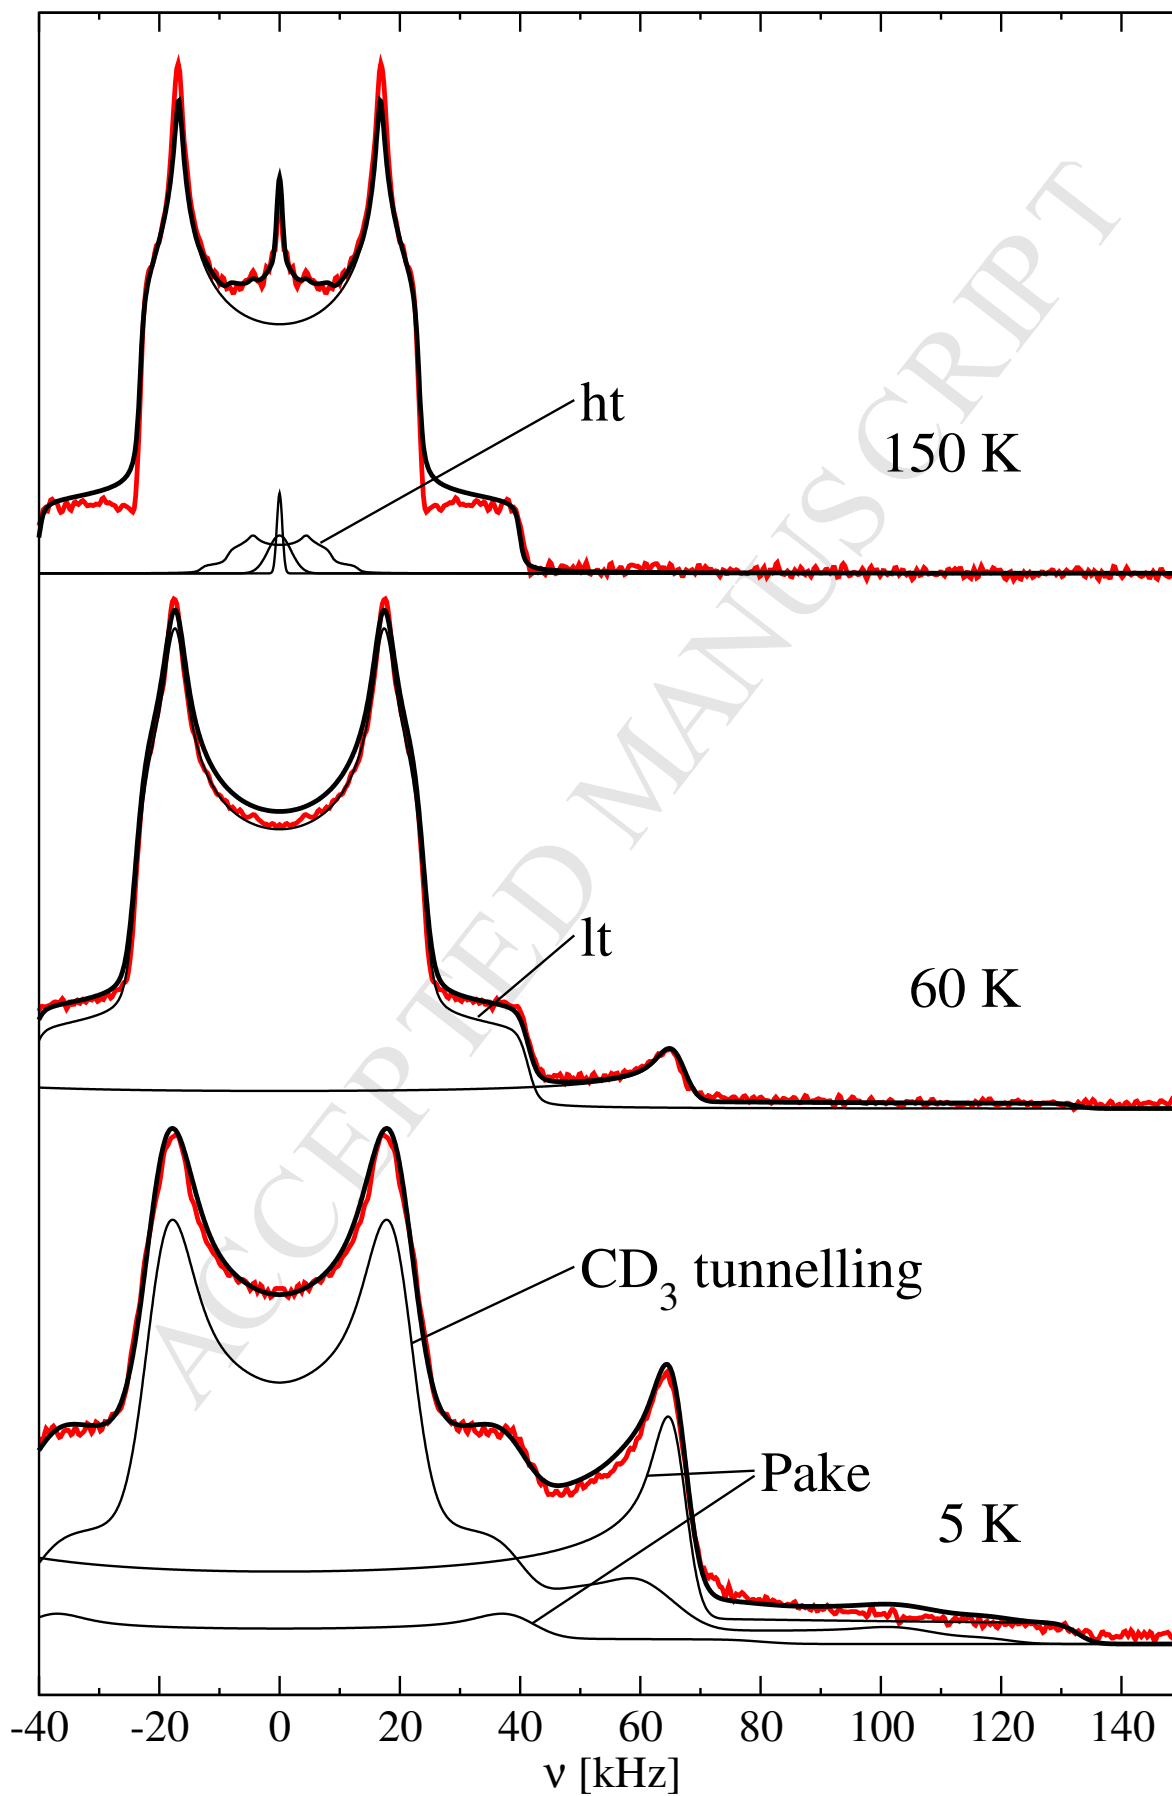 ht
150 K
lt
60 K
CD3 tunnelling
Pake
5 K
-40 -20 0 20 40 60 80 100 120 140
ν [kHz]
ACCEPTED MANUSCRIPT